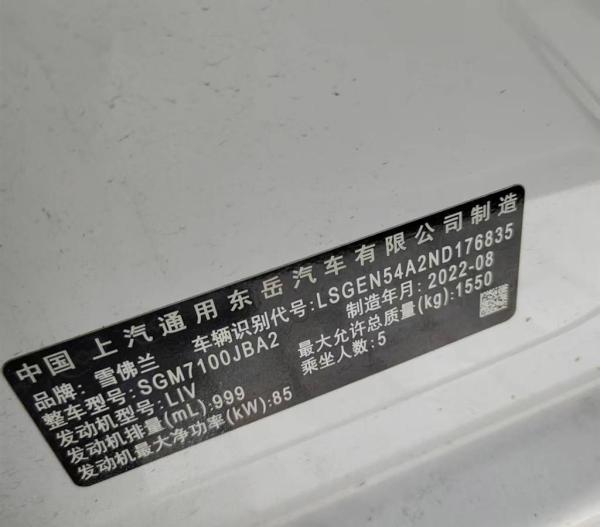 中国 上汽通用东岳汽车有限公司制造
品牌: 雪佛兰 车辆识别代号: LSGEN54A2ND176835
整车型号: SGM7100JBA2 制造年月: 2022-08
发动机型号: LIV 最大允许总质量(kg): 1550
发动机排量(mL): 999 乘坐人数: 5
发动机最大净功率(kW): 85